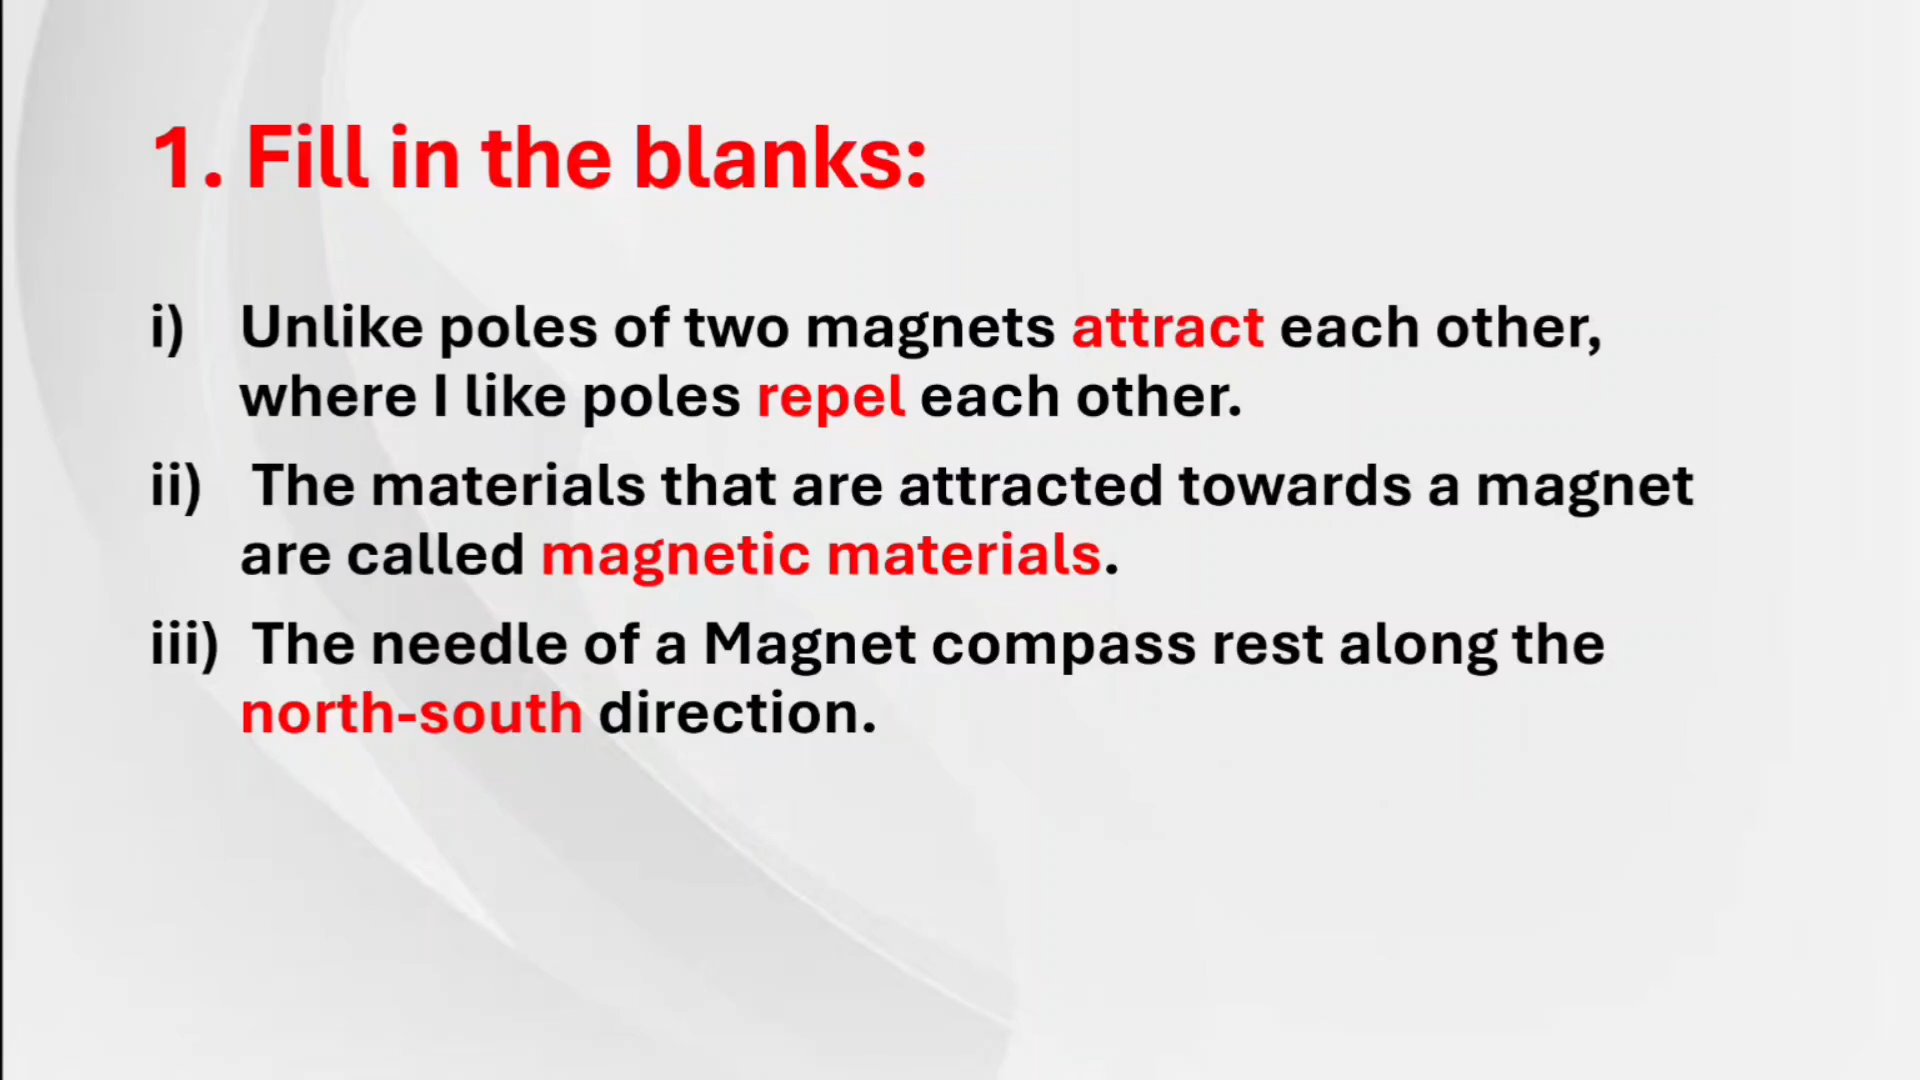 1. Fill in the blanks:
i) Unlike poles of two magnets attract each other,
where I like poles repel each other.
ii) The materials that are attracted towards a magnet
are called magnetic materials.
iii) The needle of a Magnet compass rest along the
north-south direction.